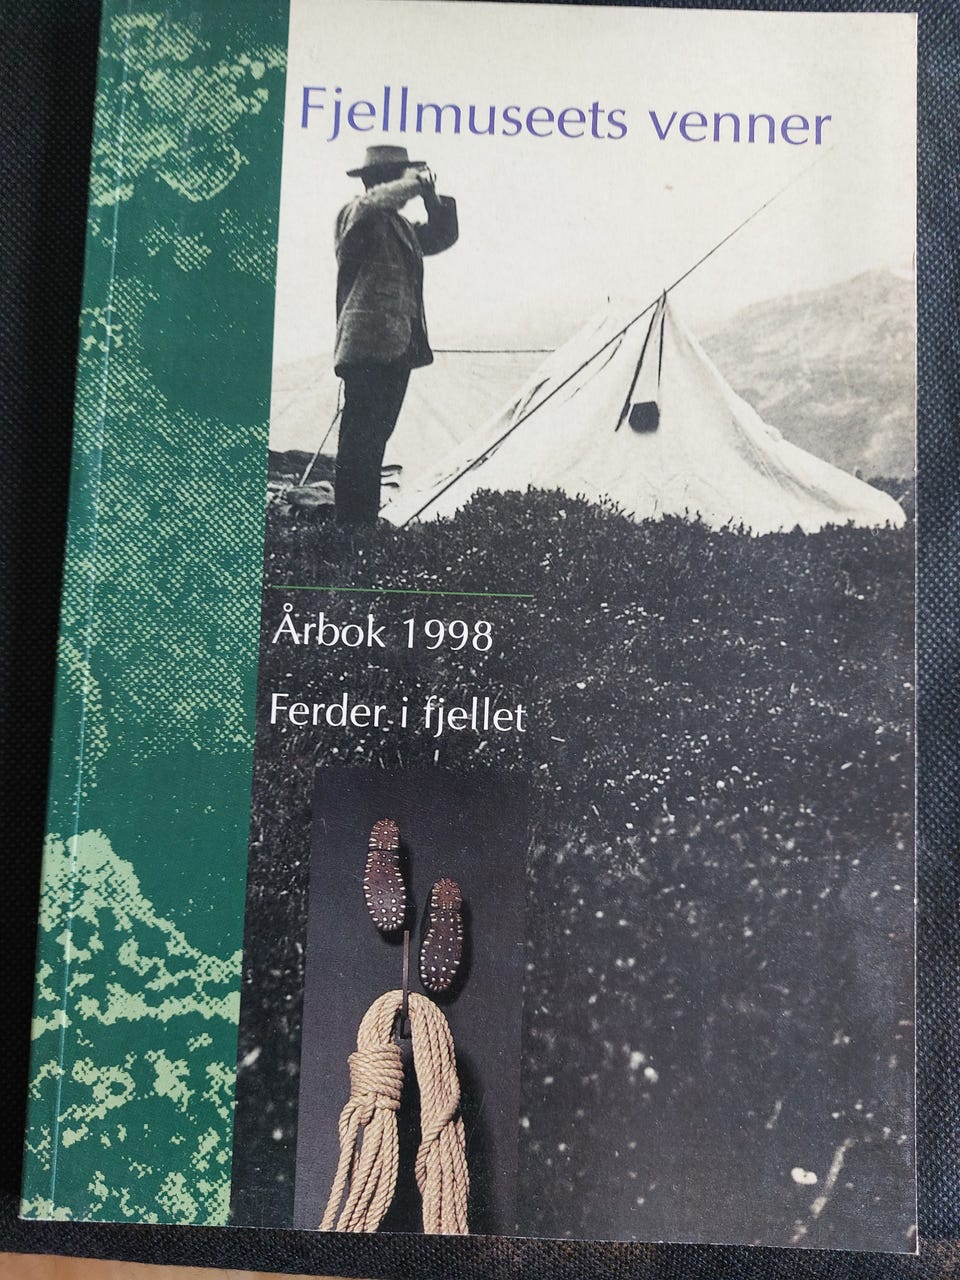 Fjellmuseets venner
Årbok 1998
Ferder i fjellet